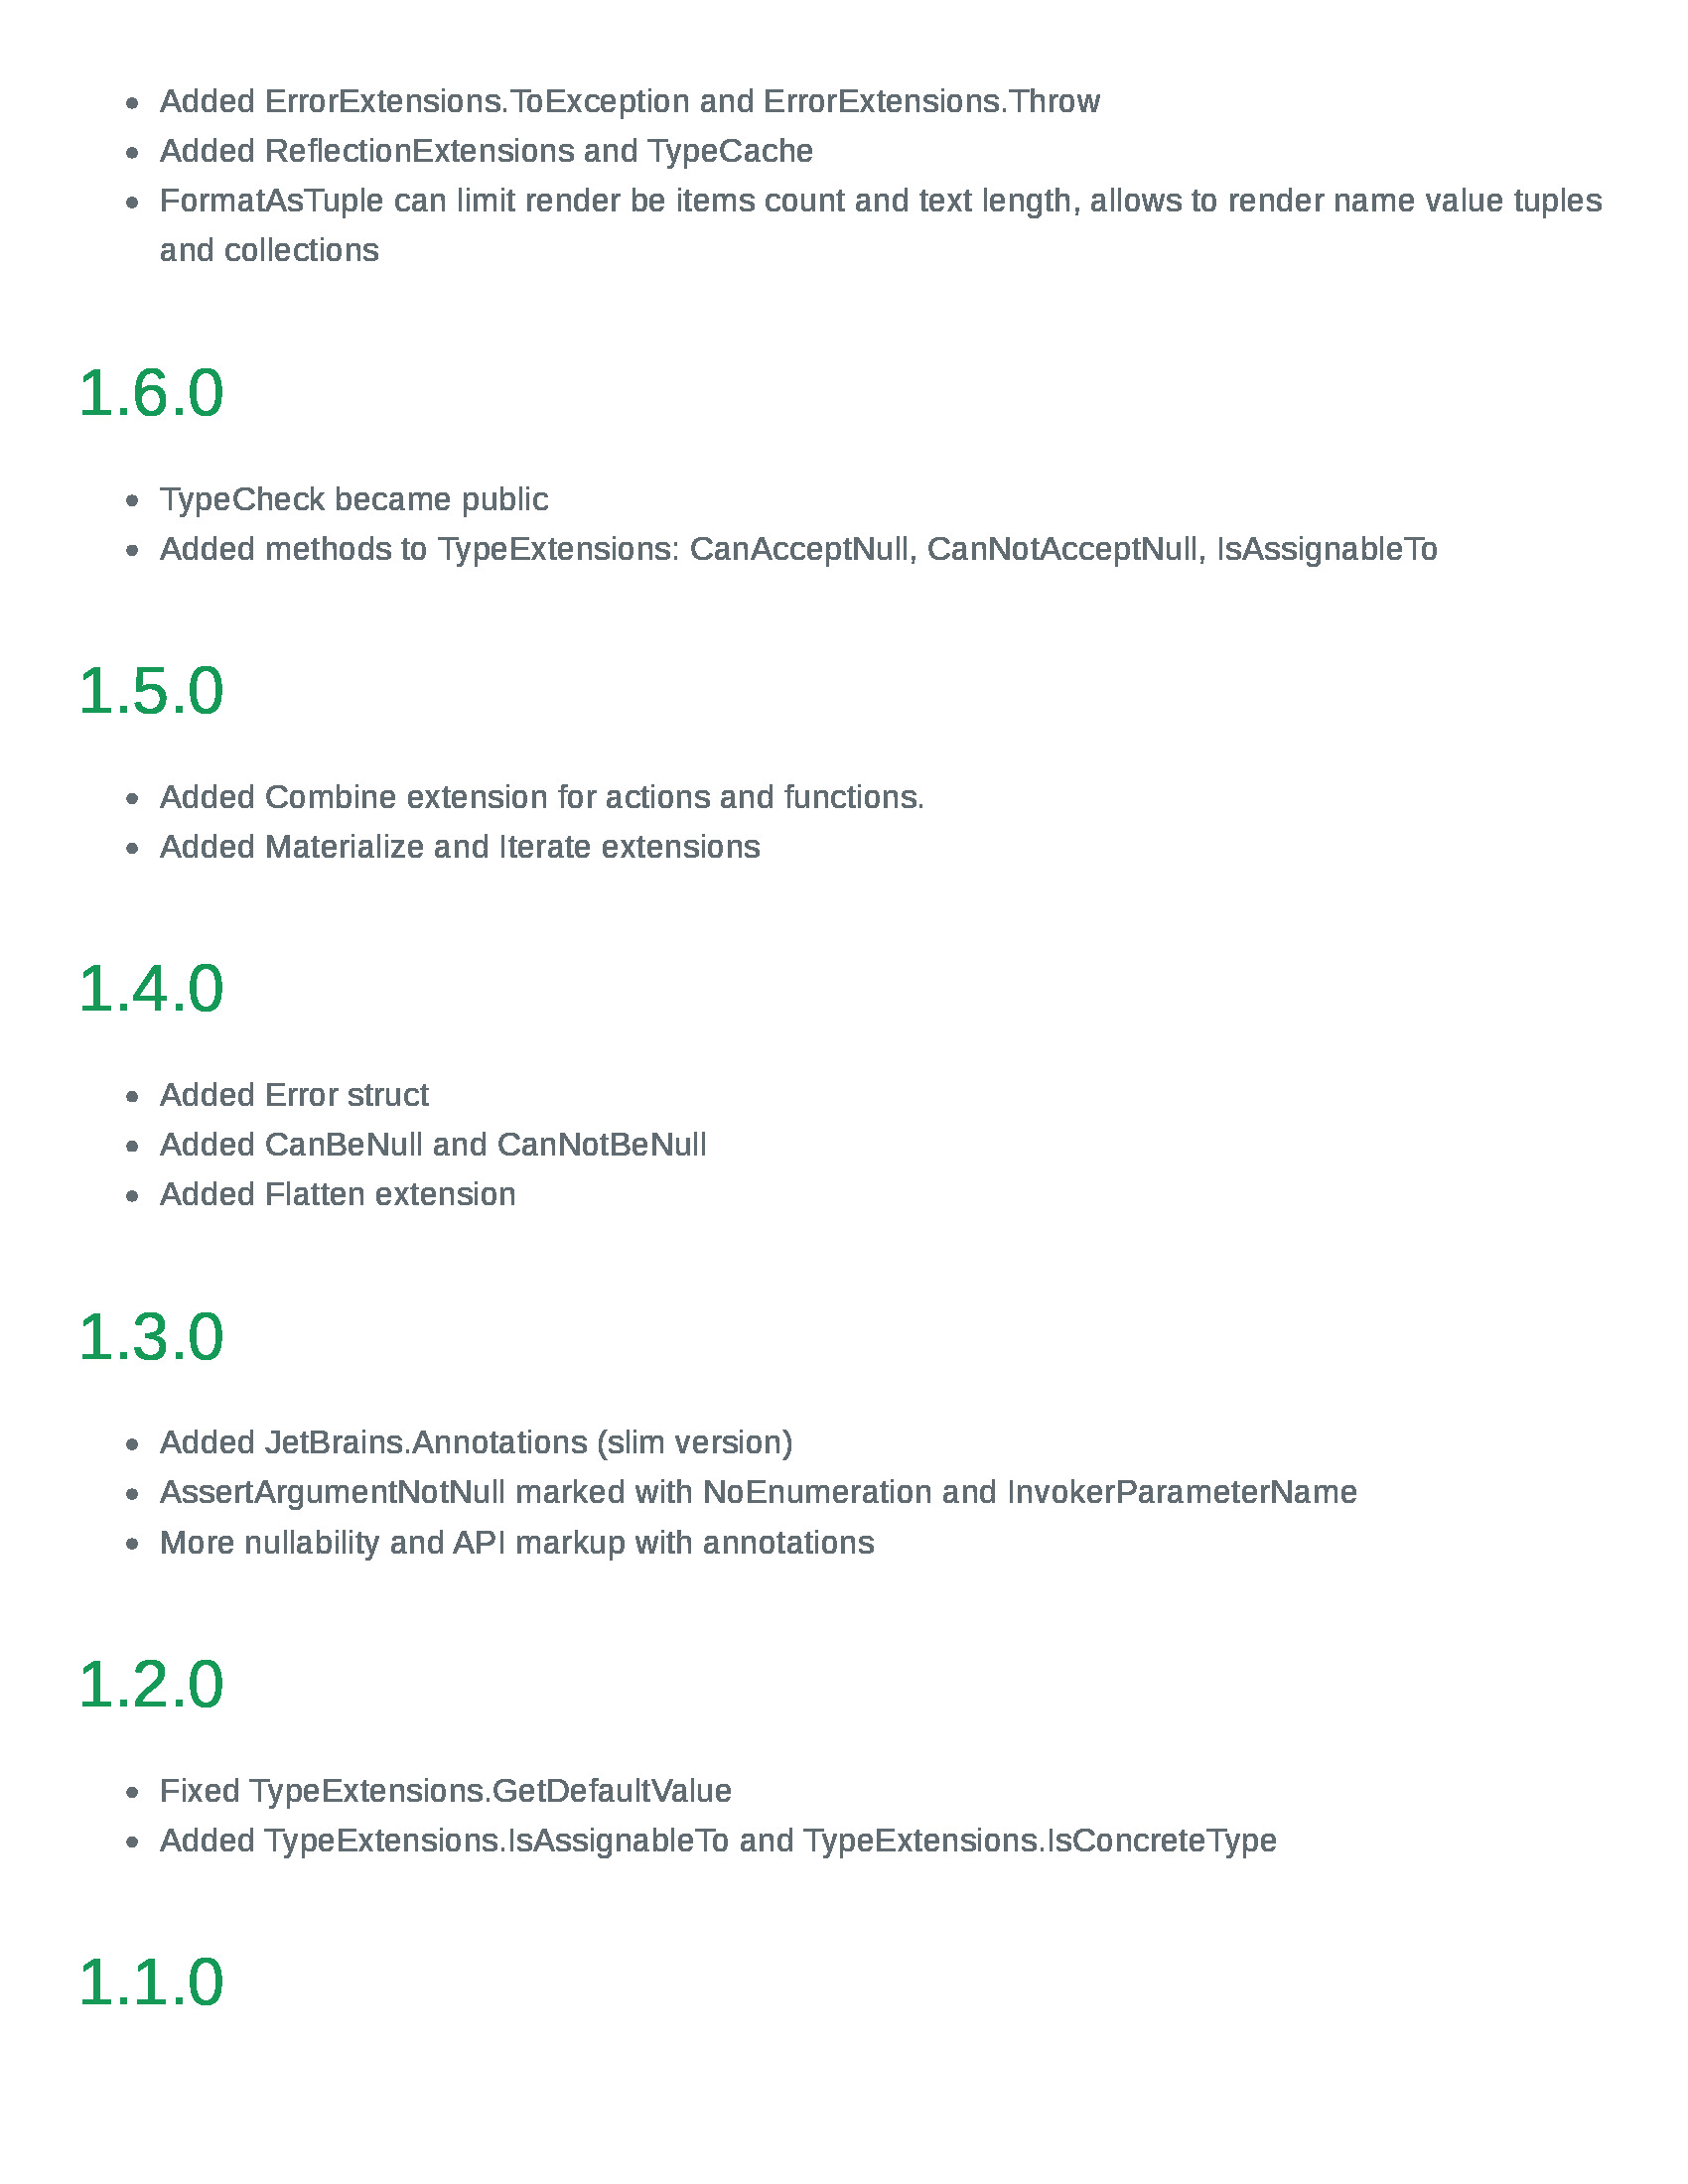 Added ErrorExtensions.ToException and ErrorExtensions.Throw
Added ReflectionExtensions and TypeCache
FormatAsTuple can limit render be items count and text length, allows to render name value tuples
and collections
1.6.0
TypeCheck became public
Added methods to TypeExtensions: CanAcceptNull, CanNotAcceptNull, IsAssignableTo
1.5.0
Added Combine extension for actions and functions.
Added Materialize and Iterate extensions
1.4.0
Added Error struct
Added CanBeNull and CanNotBeNull
Added Flatten extension
1.3.0
Added JetBrains.Annotations (slim version)
AssertArgumentNotNull marked with NoEnumeration and InvokerParameterName
More nullability and API markup with annotations
1.2.0
Fixed TypeExtensions.GetDefaultValue
Added TypeExtensions.IsAssignableTo and TypeExtensions.IsConcreteType
1.1.0